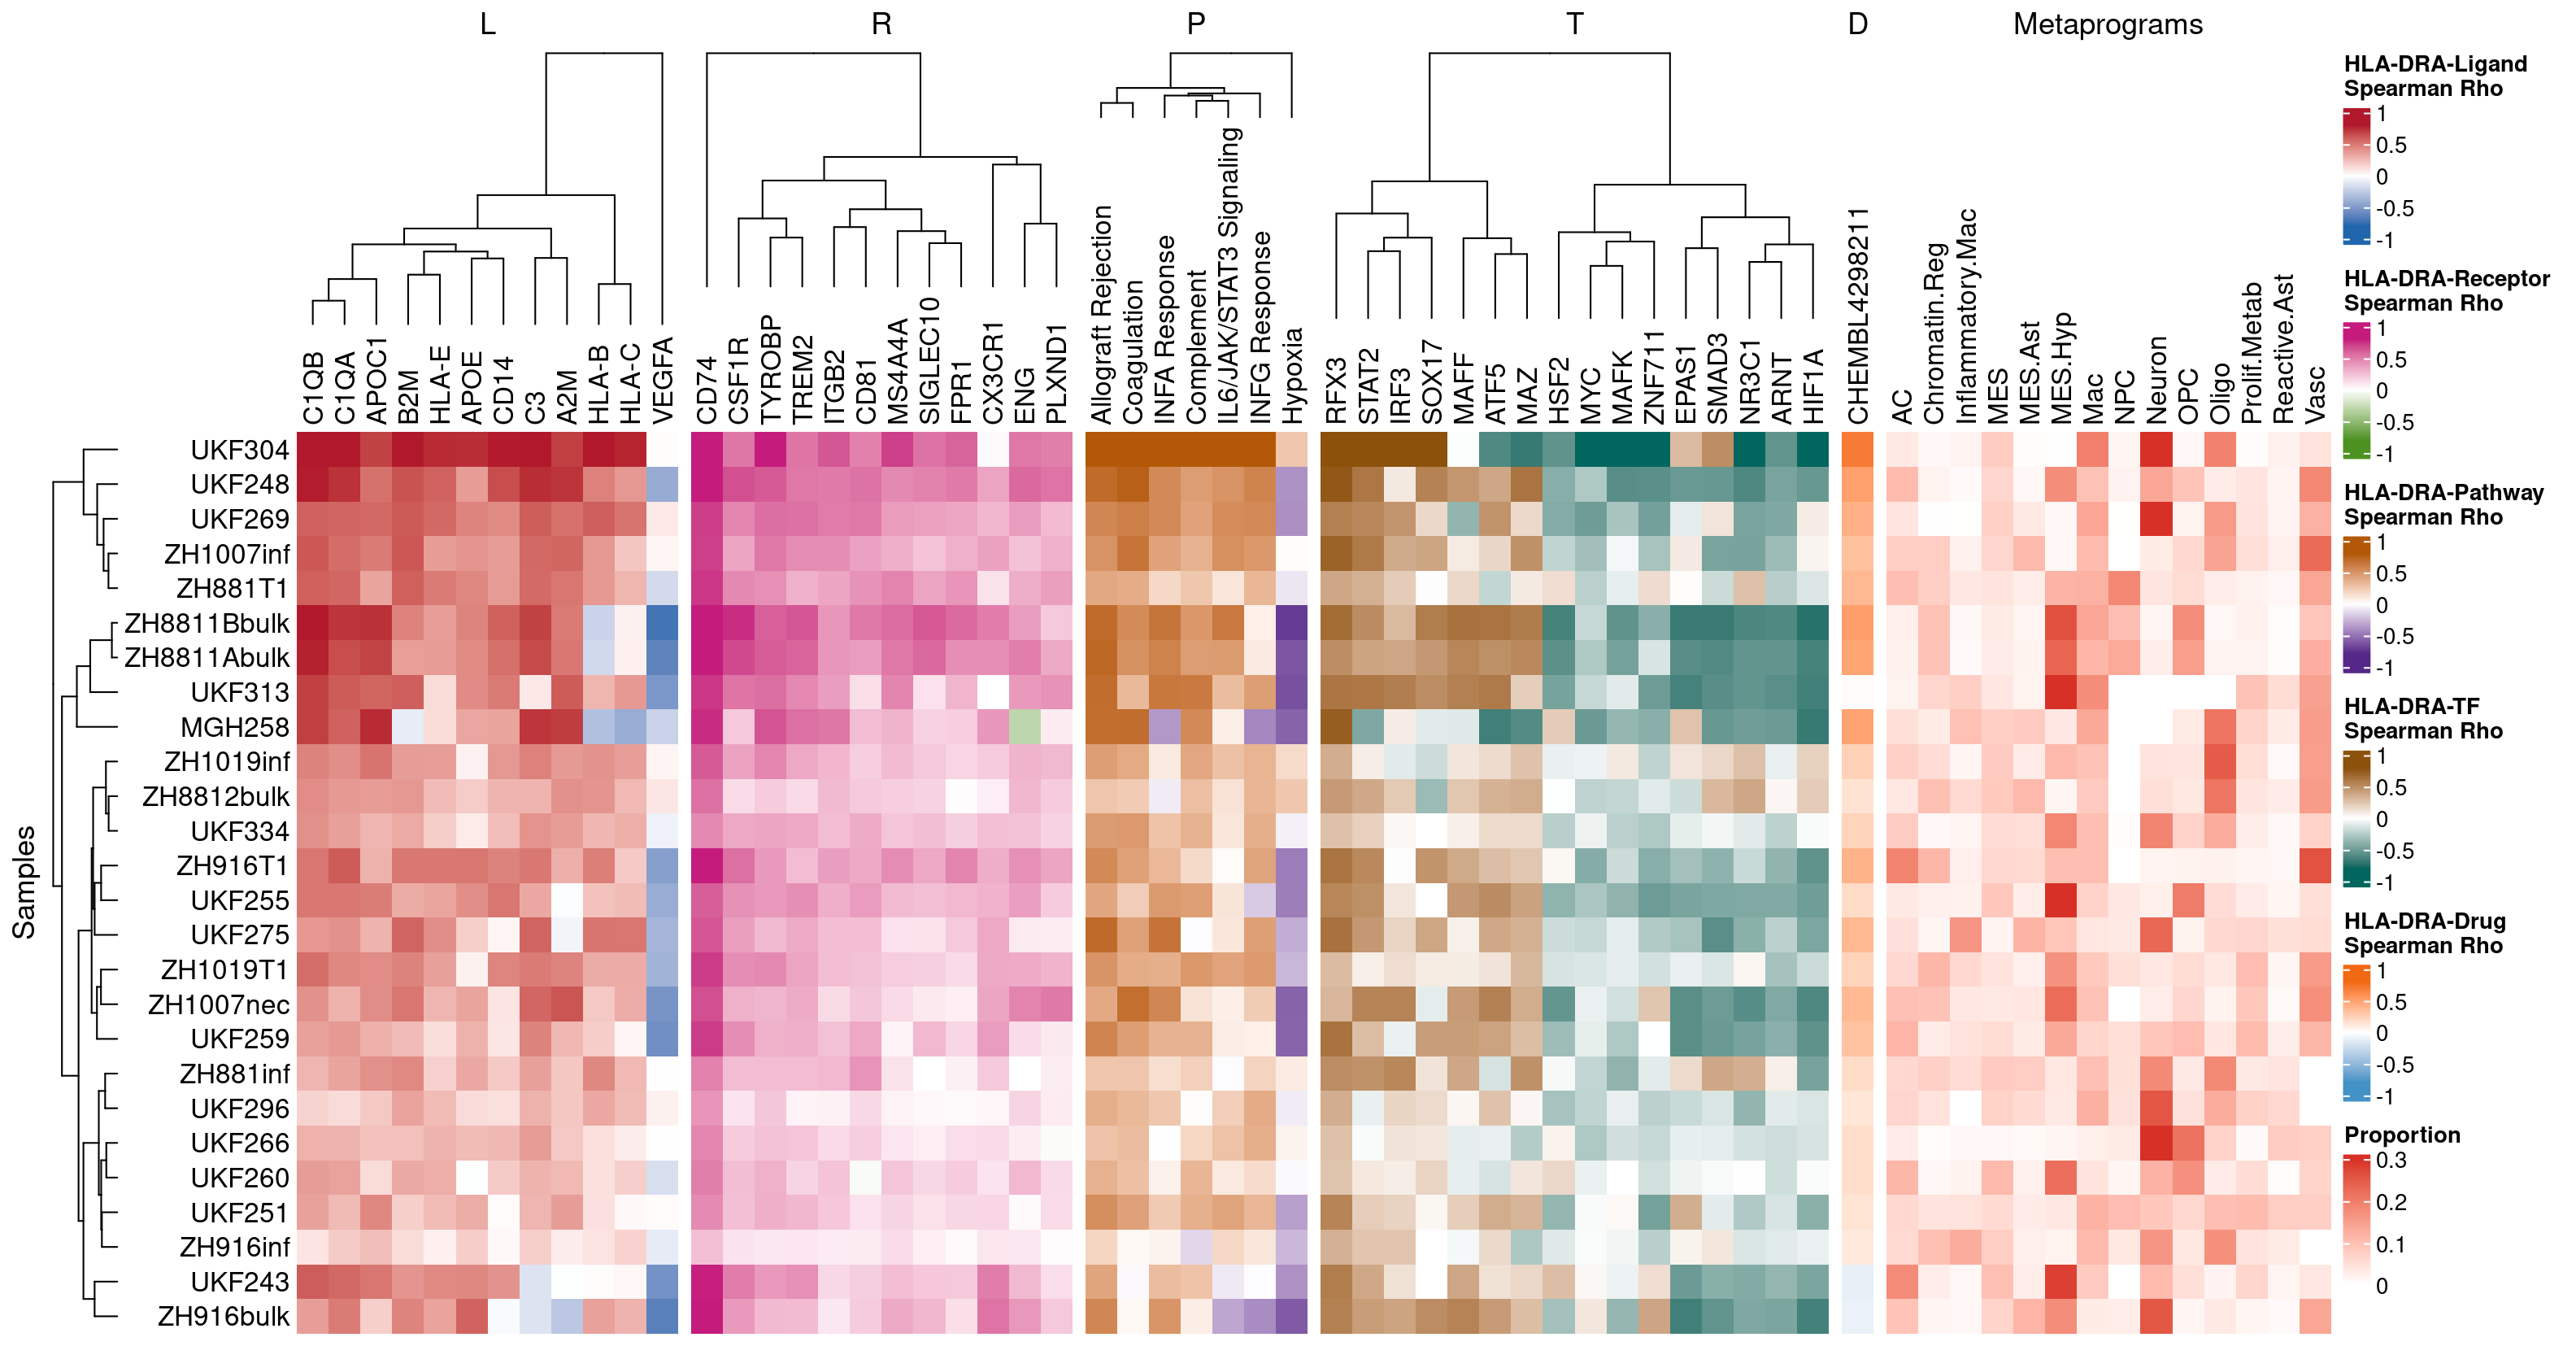 L
R
P
T
D
Metaprograms
C1QB
C1QA
APOC1
B2M
HLA-E
APOE
CD14
C3
A2M
HLA-B
HLA-C
VEGFA
CD74
CSF1R
TYROBP
TREM2
ITGB2
CD81
MS4A4A
SIGLEC10
FPR1
CX3CR1
ENG
PLXND1
Allograft Rejection
Coagulation
INFA Response
Complement
IL6/JAK/STAT3 Signaling
INFG Response
Hypoxia
RFX3
STAT2
IRF3
SOX17
MAFF
ATF5
MAZ
HSF2
MYC
MAFK
ZNF711
EPAS1
SMAD3
NR3C1
ARNT
HIF1A
CHEMBL4298211
AC
Chromatin.Reg
Inflammatory.Mac
MES
MES.Ast
MES.Hyp
Mac
NPC
Neuron
OPC
Oligo
Prolif.Metab
Reactive.Ast
Vasc
Samples
UKF304
UKF248
UKF269
ZH1007inf
ZH881T1
ZH8811Bbulk
ZH8811Abulk
UKF313
MGH258
ZH1019inf
ZH8812bulk
UKF334
ZH916T1
UKF255
UKF275
ZH1019T1
ZH1007nec
UKF259
ZH881inf
UKF296
UKF266
UKF260
UKF251
ZH916inf
UKF243
ZH916bulk
HLA-DRA-Ligand
Spearman Rho
1
0.5
0
-0.5
-1
HLA-DRA-Receptor
Spearman Rho
1
0.5
0
-0.5
-1
HLA-DRA-Pathway
Spearman Rho
1
0.5
0
-0.5
-1
HLA-DRA-TF
Spearman Rho
1
0.5
0
-0.5
-1
HLA-DRA-Drug
Spearman Rho
1
0.5
0
-0.5
-1
Proportion
0.3
0.2
0.1
0